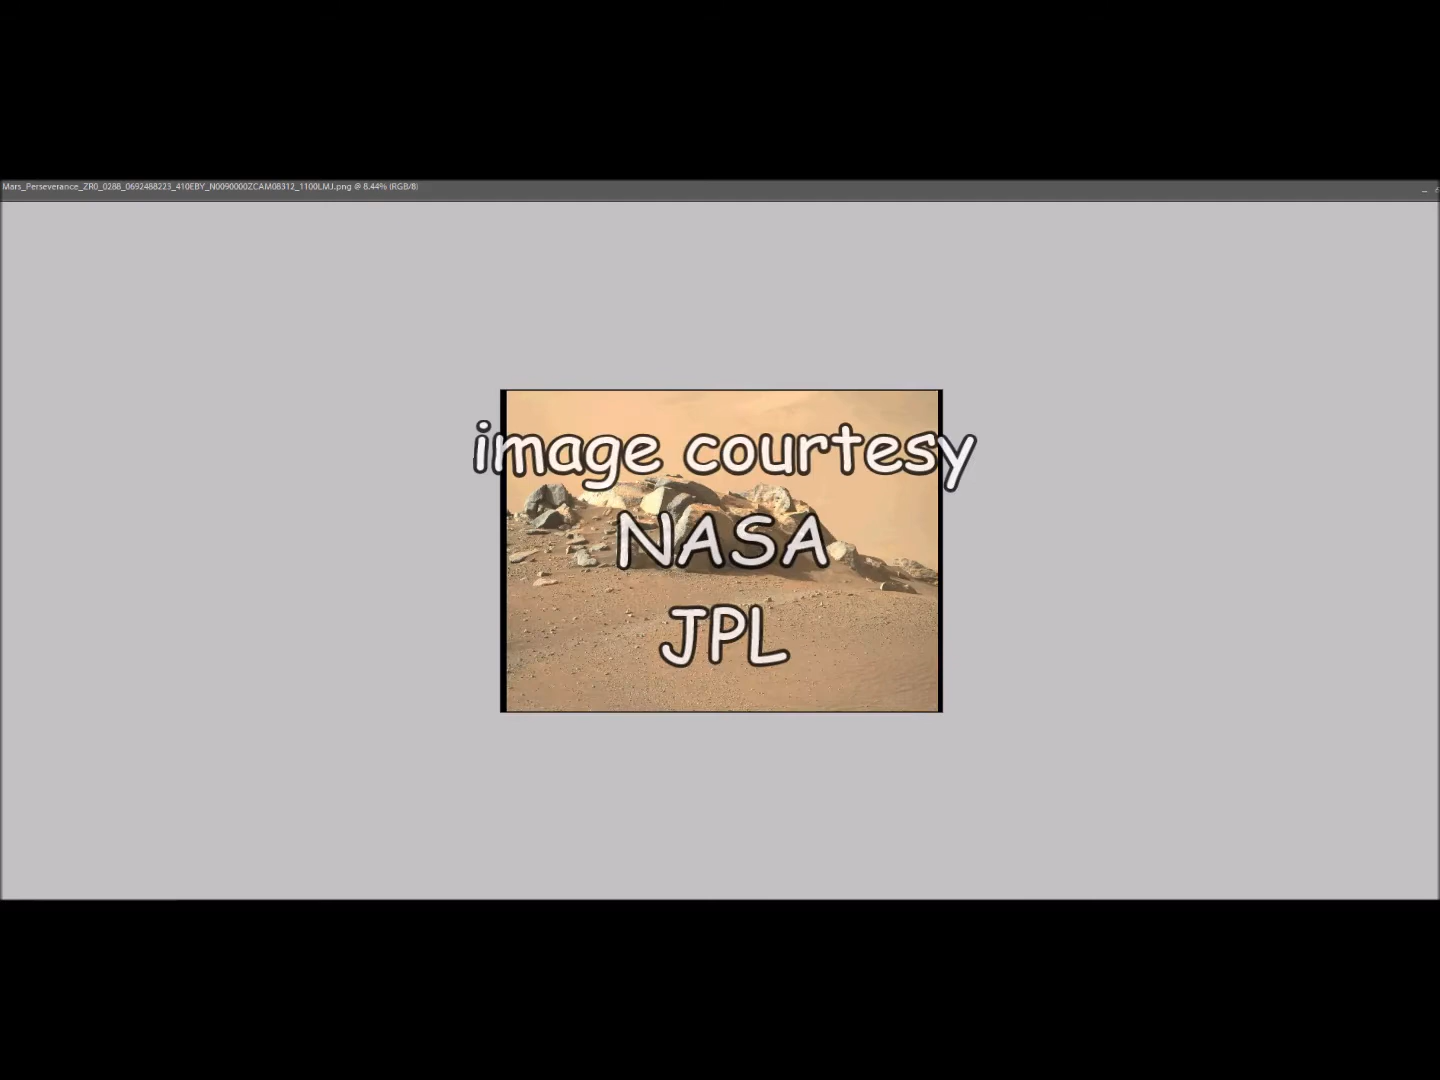 Mars_Perseverance_ZR0_0288_0692488223_410EBY_N0090000ZCAM08312_1100LMJ.png @ 8.44% (RGB/8)
image courtesy
NASA
JPL